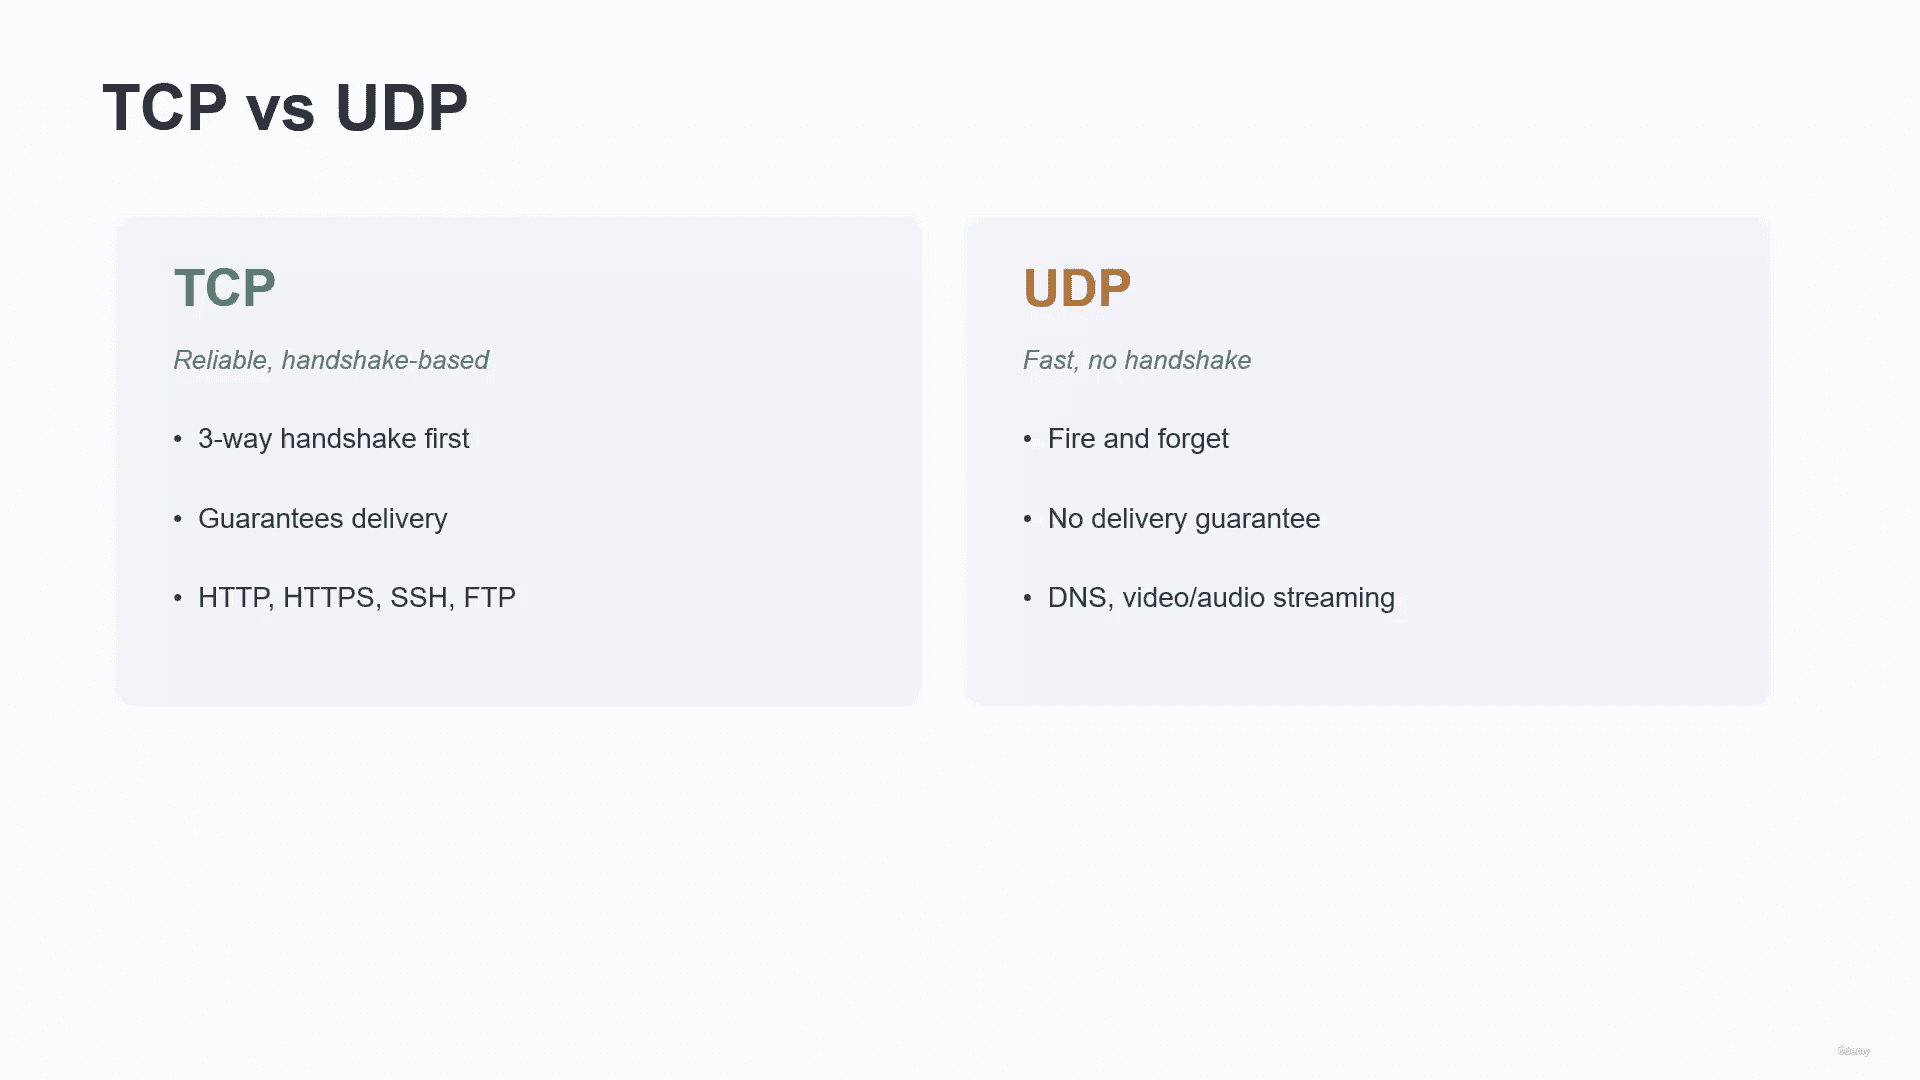 TCP vs UDP
TCP
Reliable, handshake-based
• 3-way handshake first
• Guarantees delivery
• HTTP, HTTPS, SSH, FTP
UDP
Fast, no handshake
• Fire and forget
• No delivery guarantee
• DNS, video/audio streaming